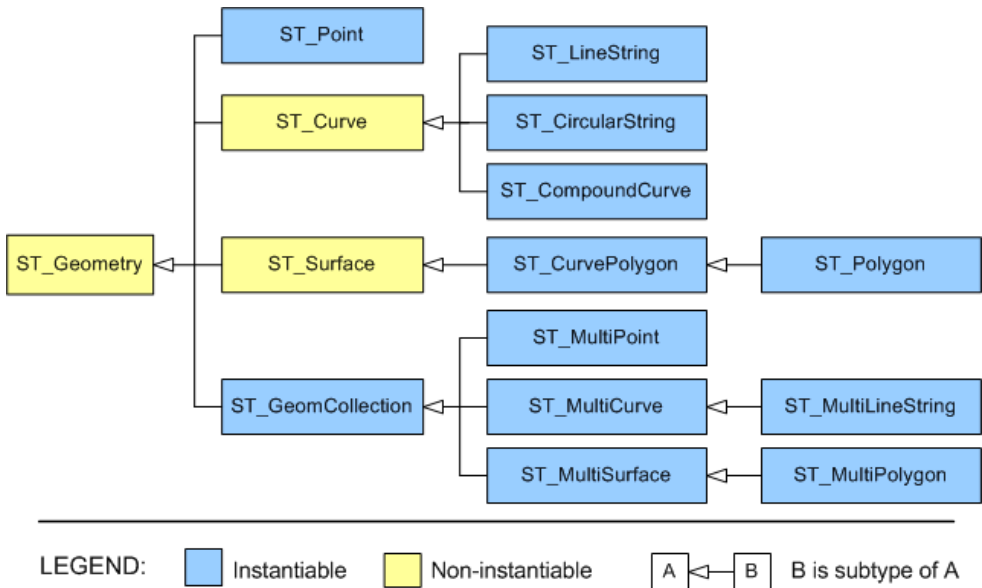 ST_Point
ST_LineString
ST_Curve
ST_CircularString
ST_CompoundCurve
ST_Geometry
ST_Surface
ST_CurvePolygon
ST_Polygon
ST_MultiPoint
ST_GeomCollection
ST_MultiCurve
ST_MultiLineString
ST_MultiSurface
ST_MultiPolygon
LEGEND:
Instantiable
Non-instantiable
A
B
B is subtype of A